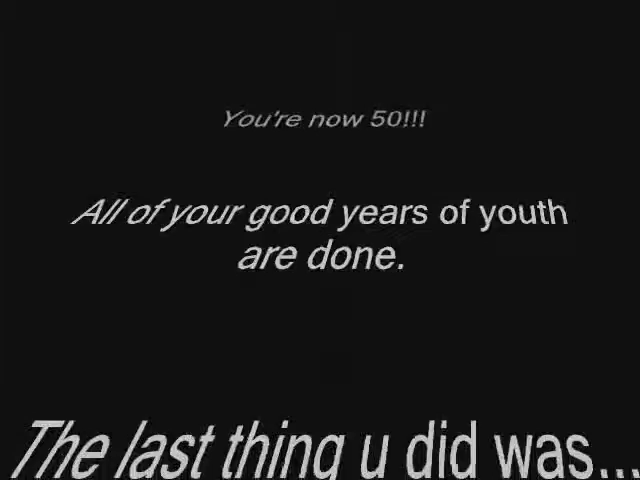 You're now 50!!!
All of your good years of youth
are done.
The last thing u did was...